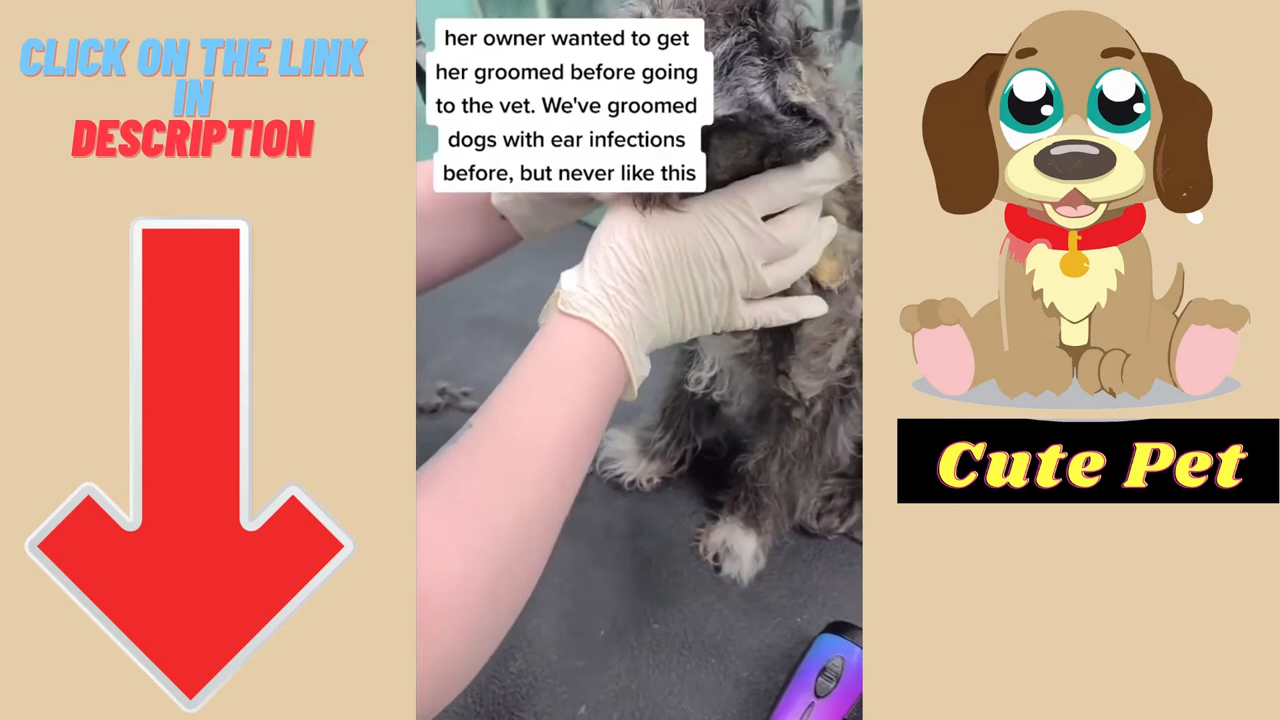 CLICK ON THE LINK
IN
DESCRIPTION
her owner wanted to get
her groomed before going
to the vet. We've groomed
dogs with ear infections
before, but never like this
Cute Pet